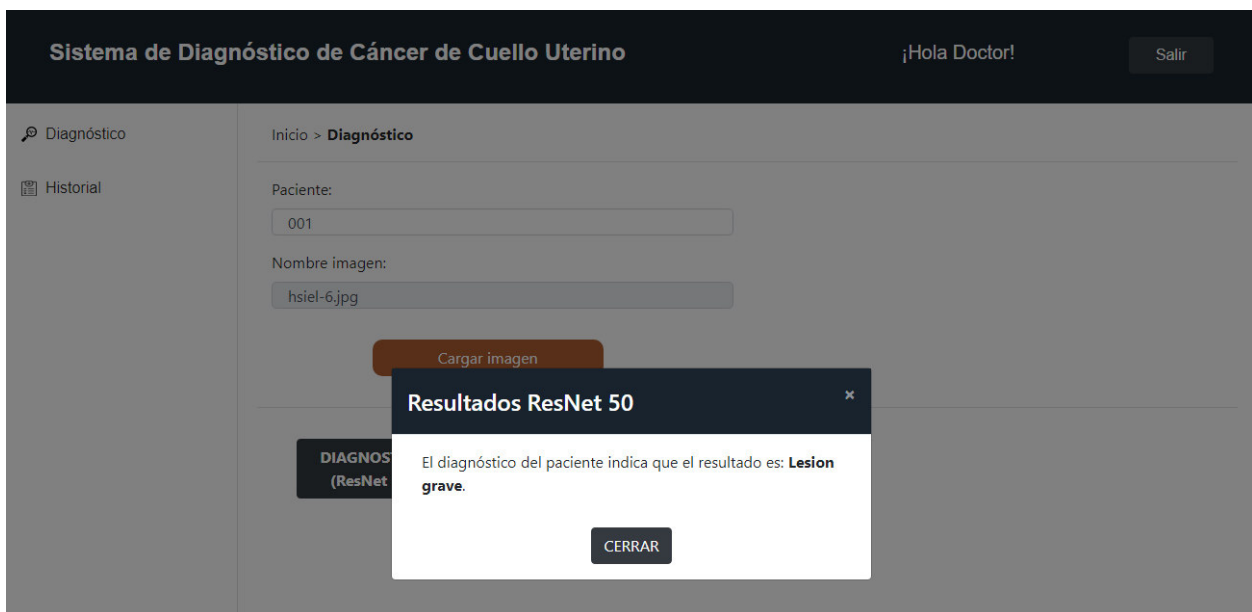 Sistema de Diagnóstico de Cáncer de Cuello Uterino
¡Hola Doctor!
Salir
Diagnóstico
Historial
Inicio > Diagnóstico
Paciente:
001
Nombre imagen:
hsiel-6.jpg
Cargar imagen
DIAGNOST
(ResNet
Resultados ResNet 50
×
El diagnóstico del paciente indica que el resultado es: Lesion
grave.
CERRAR